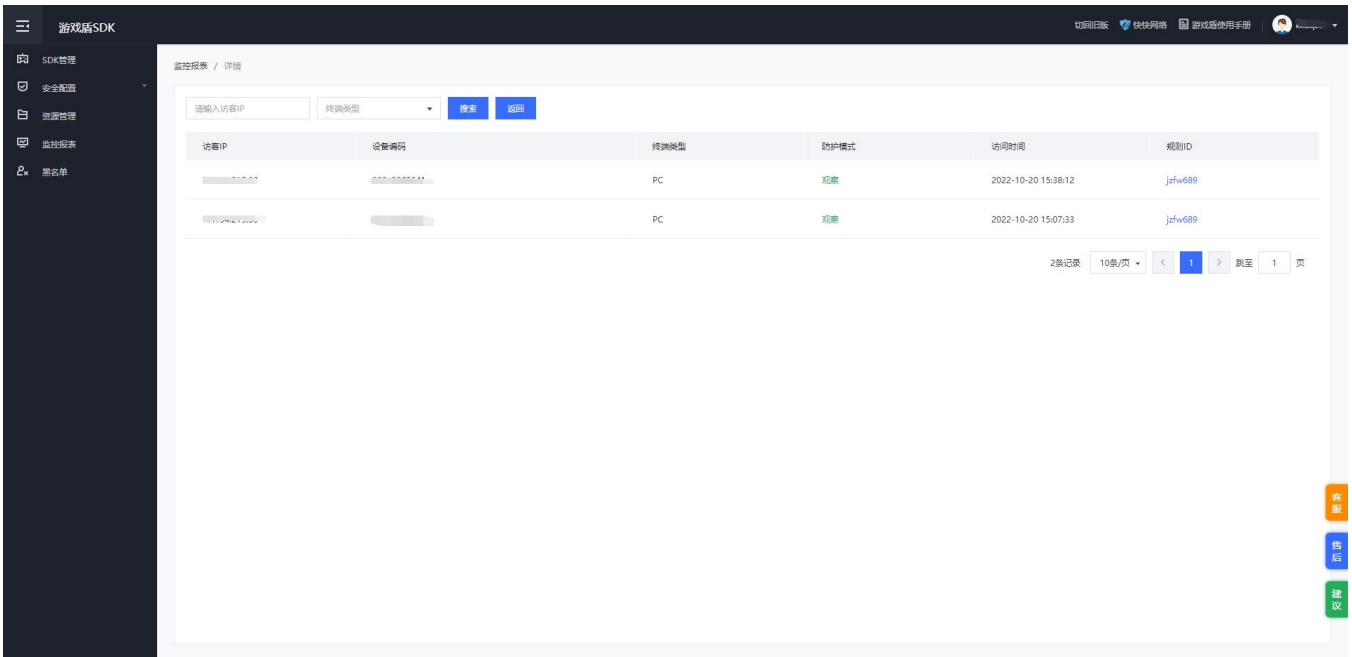 游戏盾SDK
切回旧版 快快网络 游戏盾使用手册
SDK管理
安全配置
资源管理
监控报表
黑名单
监控报表 / 详情
请输入访客IP 终端类型 搜索 返回
访客IP 设备编码 终端类型 防护模式 访问时间 规则ID
PC 观察 2022-10-20 15:38:12 jzfw689
PC 观察 2022-10-20 15:07:33 jzfw689
2条记录 10条/页 < 1 > 跳至 1 页
客服
售后
建议